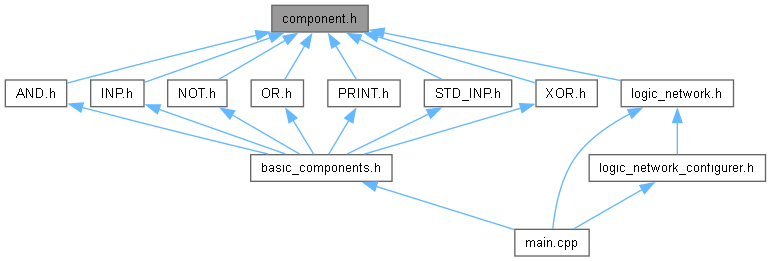 component.h
AND.h
INP.h
NOT.h
OR.h
PRINT.h
STD_INP.h
XOR.h
logic_network.h
basic_components.h
logic_network_configurer.h
main.cpp